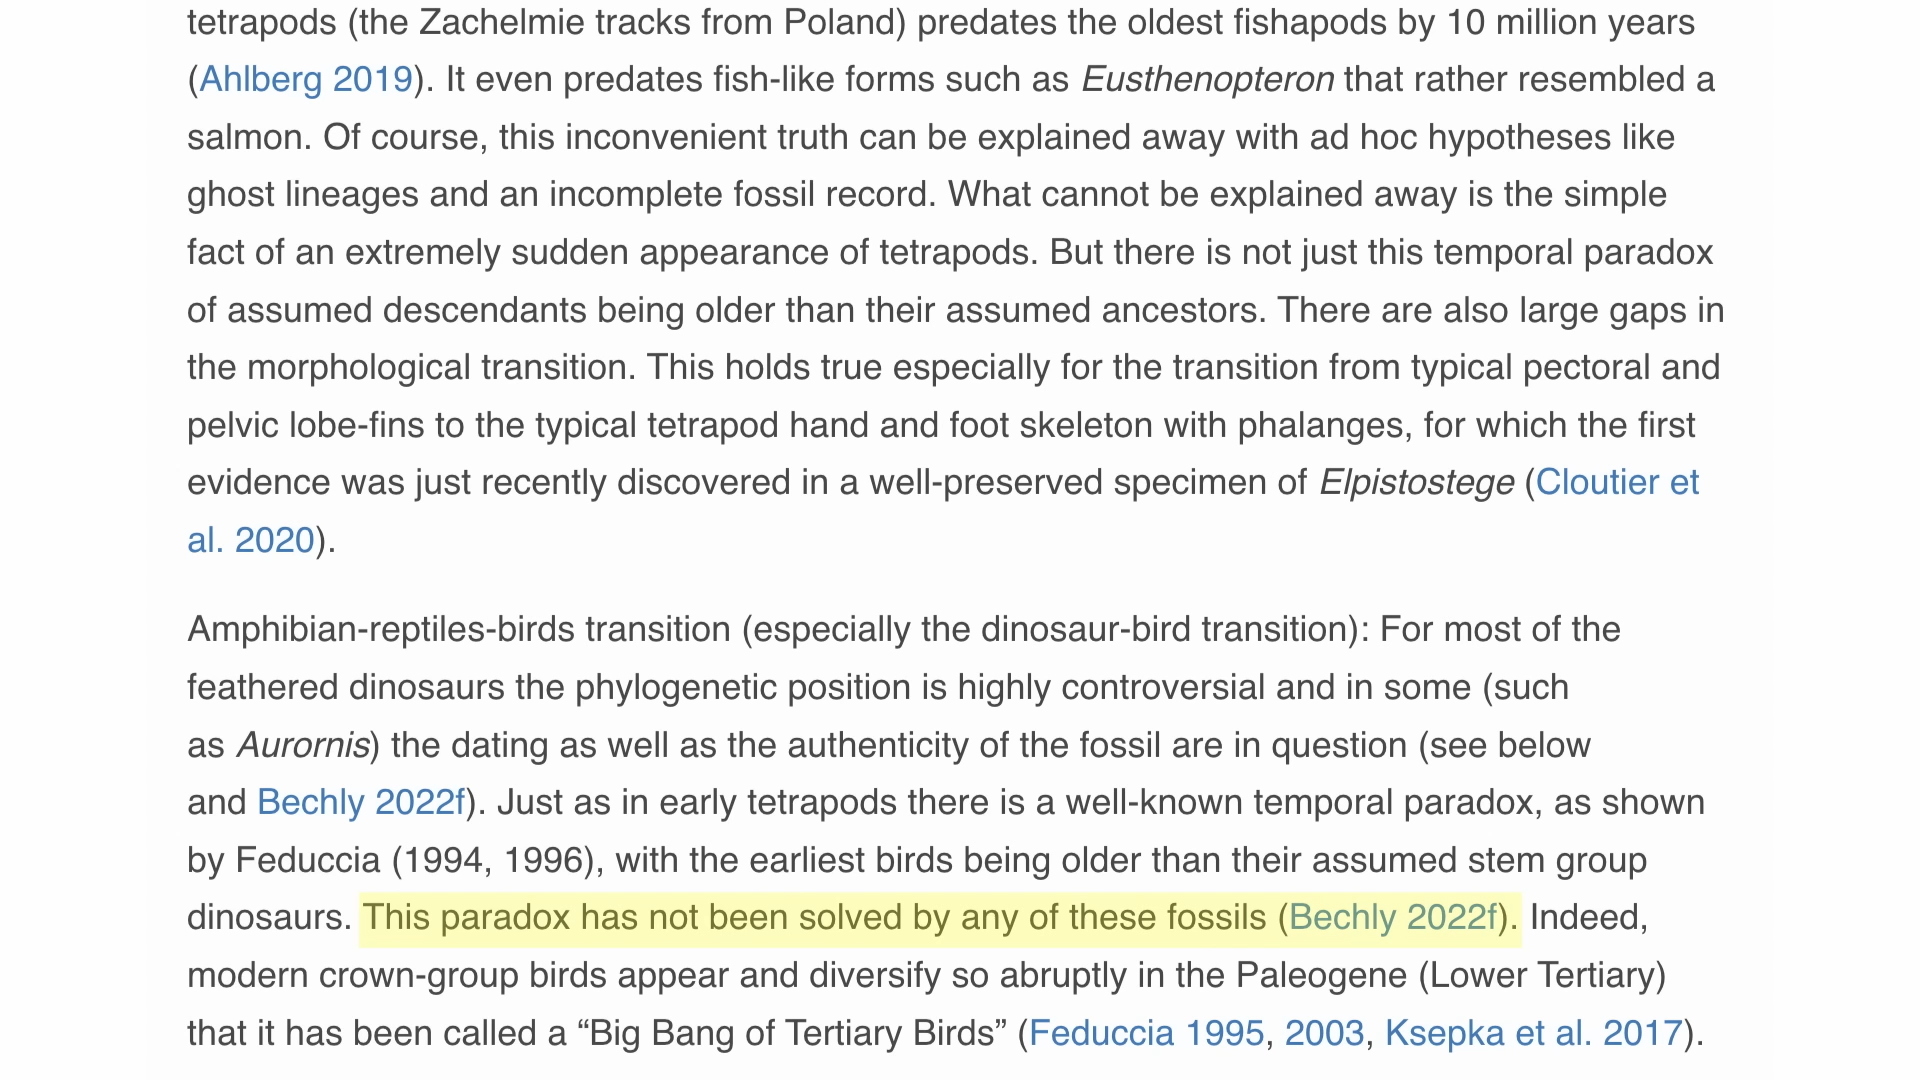 tetrapods (the Zachelmie tracks from Poland) predates the oldest fishapods by 10 million years
(Ahlberg 2019). It even predates fish-like forms such as Eusthenopteron that rather resembled a
salmon. Of course, this inconvenient truth can be explained away with ad hoc hypotheses like
ghost lineages and an incomplete fossil record. What cannot be explained away is the simple
fact of an extremely sudden appearance of tetrapods. But there is not just this temporal paradox
of assumed descendants being older than their assumed ancestors. There are also large gaps in
the morphological transition. This holds true especially for the transition from typical pectoral and
pelvic lobe-fins to the typical tetrapod hand and foot skeleton with phalanges, for which the first
evidence was just recently discovered in a well-preserved specimen of Elpistostege (Cloutier et
al. 2020).
Amphibian-reptiles-birds transition (especially the dinosaur-bird transition): For most of the
feathered dinosaurs the phylogenetic position is highly controversial and in some (such
as Aurornis) the dating as well as the authenticity of the fossil are in question (see below
and Bechly 2022f). Just as in early tetrapods there is a well-known temporal paradox, as shown
by Feduccia (1994, 1996), with the earliest birds being older than their assumed stem group
dinosaurs. This paradox has not been solved by any of these fossils (Bechly 2022f). Indeed,
modern crown-group birds appear and diversify so abruptly in the Paleogene (Lower Tertiary)
that it has been called a “Big Bang of Tertiary Birds” (Feduccia 1995, 2003, Ksepka et al. 2017).